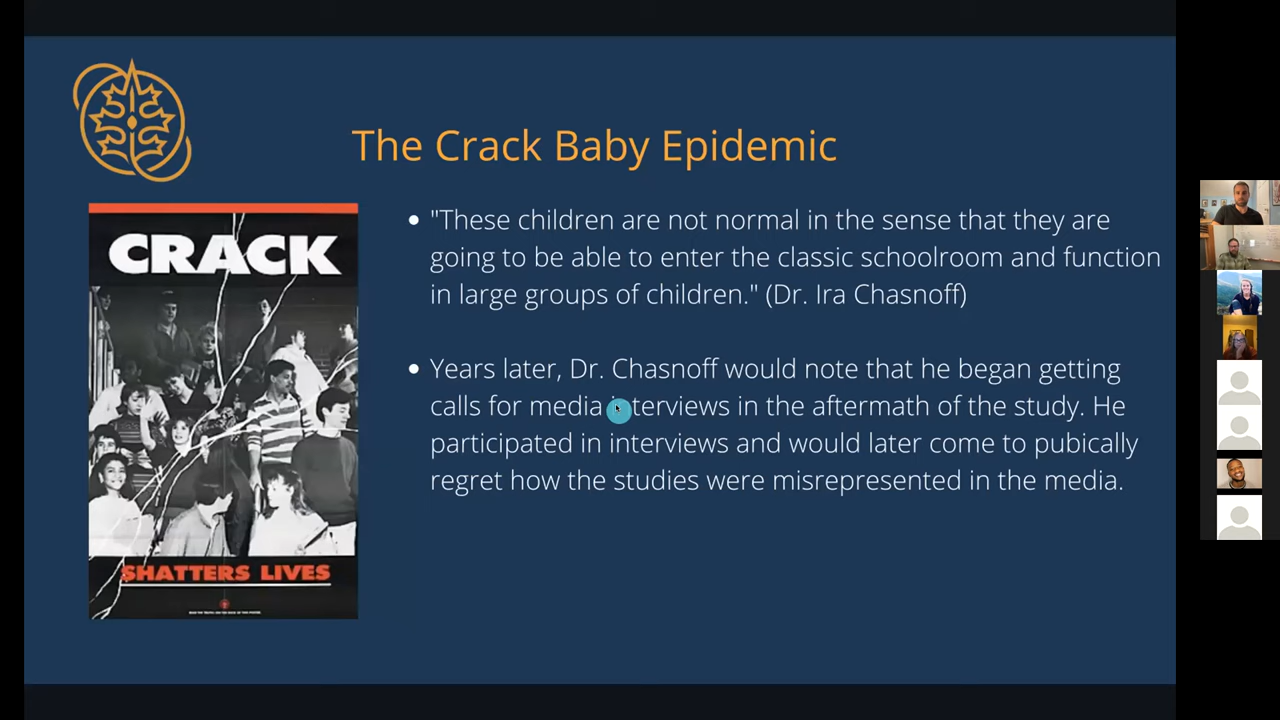 The Crack Baby Epidemic
CRACK
SHATTERS LIVES
• "These children are not normal in the sense that they are
going to be able to enter the classic schoolroom and function
in large groups of children." (Dr. Ira Chasnoff)
• Years later, Dr. Chasnoff would note that he began getting
calls for media interviews in the aftermath of the study. He
participated in interviews and would later come to pubically
regret how the studies were misrepresented in the media.